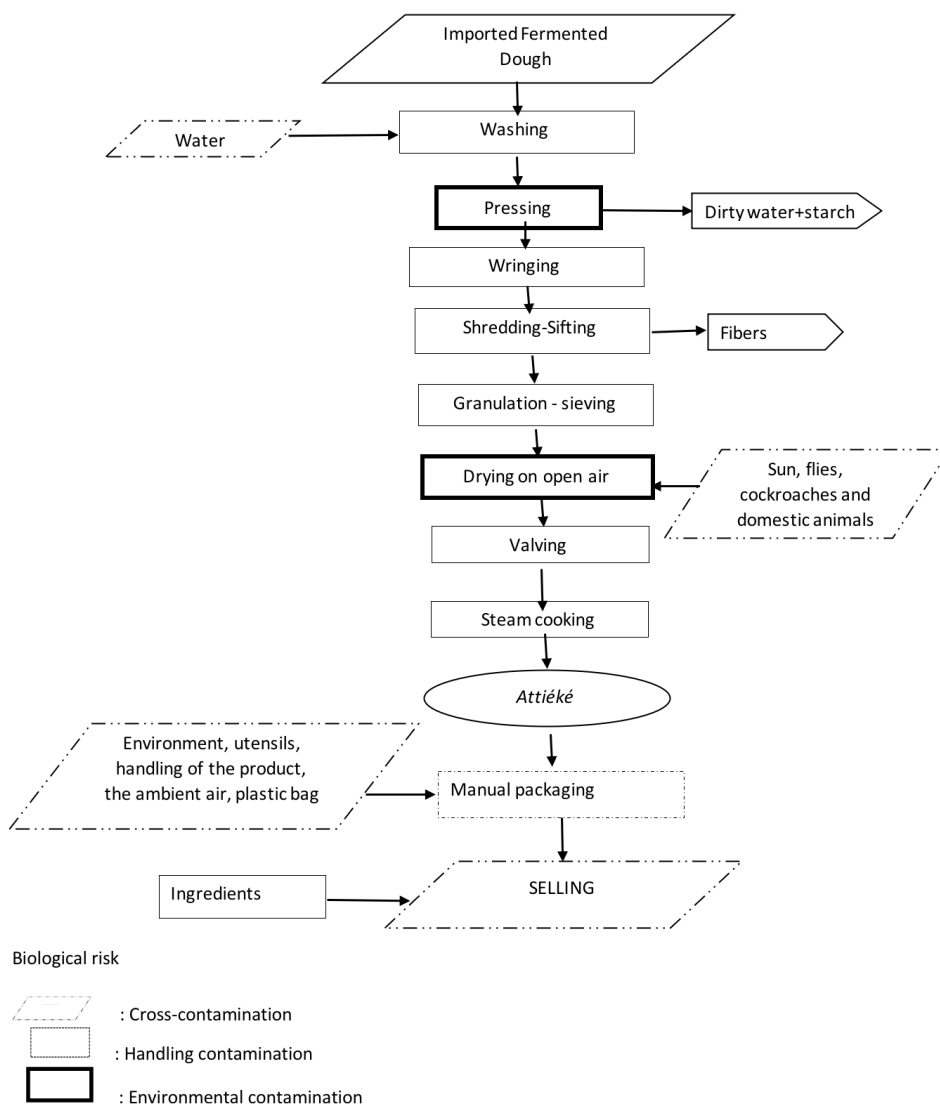 Imported Fermented
Dough
Washing
Water
Pressing
Dirty water+starch
Wringing
Shredding-Sifting
Fibers
Granulation - sieving
Drying on open air
Sun, flies,
cockroaches and
domestic animals
Valving
Steam cooking
Attiéké
Environment, utensils,
handling of the product,
the ambient air, plastic bag
Manual packaging
Ingredients
SELLING
Biological risk
: Cross-contamination
: Handling contamination
: Environmental contamination